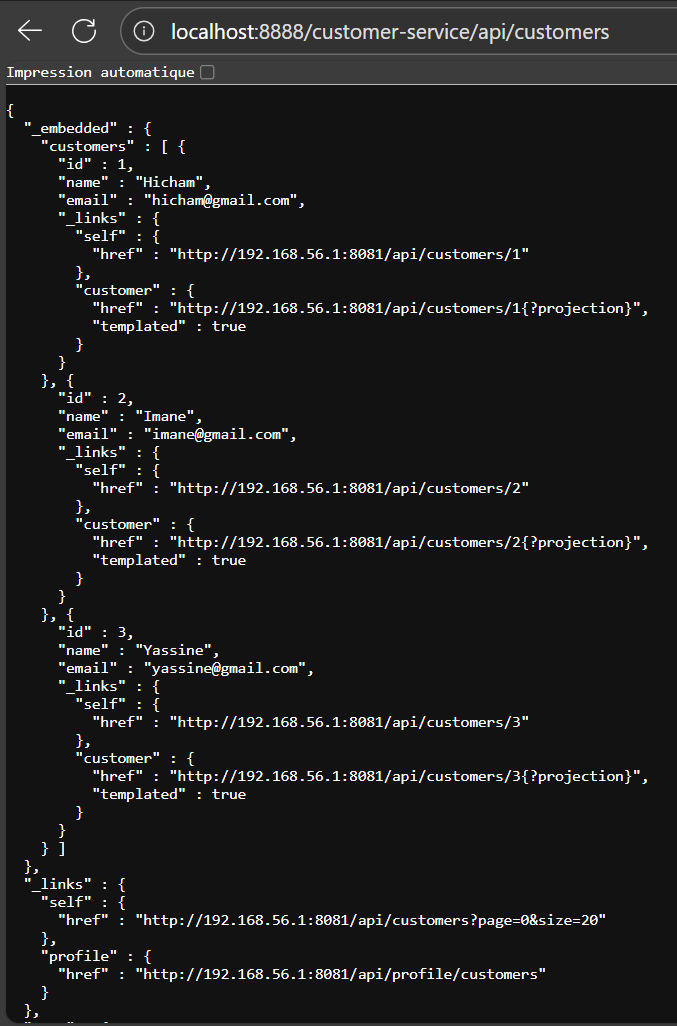 localhost:8888/customer-service/api/customers
Impression automatique
{
  "_embedded" : {
    "customers" : [ {
      "id" : 1,
      "name" : "Hicham",
      "email" : "hicham@gmail.com",
      "_links" : {
        "self" : {
          "href" : "http://192.168.56.1:8081/api/customers/1"
        },
        "customer" : {
          "href" : "http://192.168.56.1:8081/api/customers/1{?projection}",
          "templated" : true
        }
      }
    }, {
      "id" : 2,
      "name" : "Imane",
      "email" : "imane@gmail.com",
      "_links" : {
        "self" : {
          "href" : "http://192.168.56.1:8081/api/customers/2"
        },
        "customer" : {
          "href" : "http://192.168.56.1:8081/api/customers/2{?projection}",
          "templated" : true
        }
      }
    }, {
      "id" : 3,
      "name" : "Yassine",
      "email" : "yassine@gmail.com",
      "_links" : {
        "self" : {
          "href" : "http://192.168.56.1:8081/api/customers/3"
        },
        "customer" : {
          "href" : "http://192.168.56.1:8081/api/customers/3{?projection}",
          "templated" : true
        }
      }
    } ]
  },
  "_links" : {
    "self" : {
      "href" : "http://192.168.56.1:8081/api/customers?page=0&size=20"
    },
    "profile" : {
      "href" : "http://192.168.56.1:8081/api/profile/customers"
    }
  },